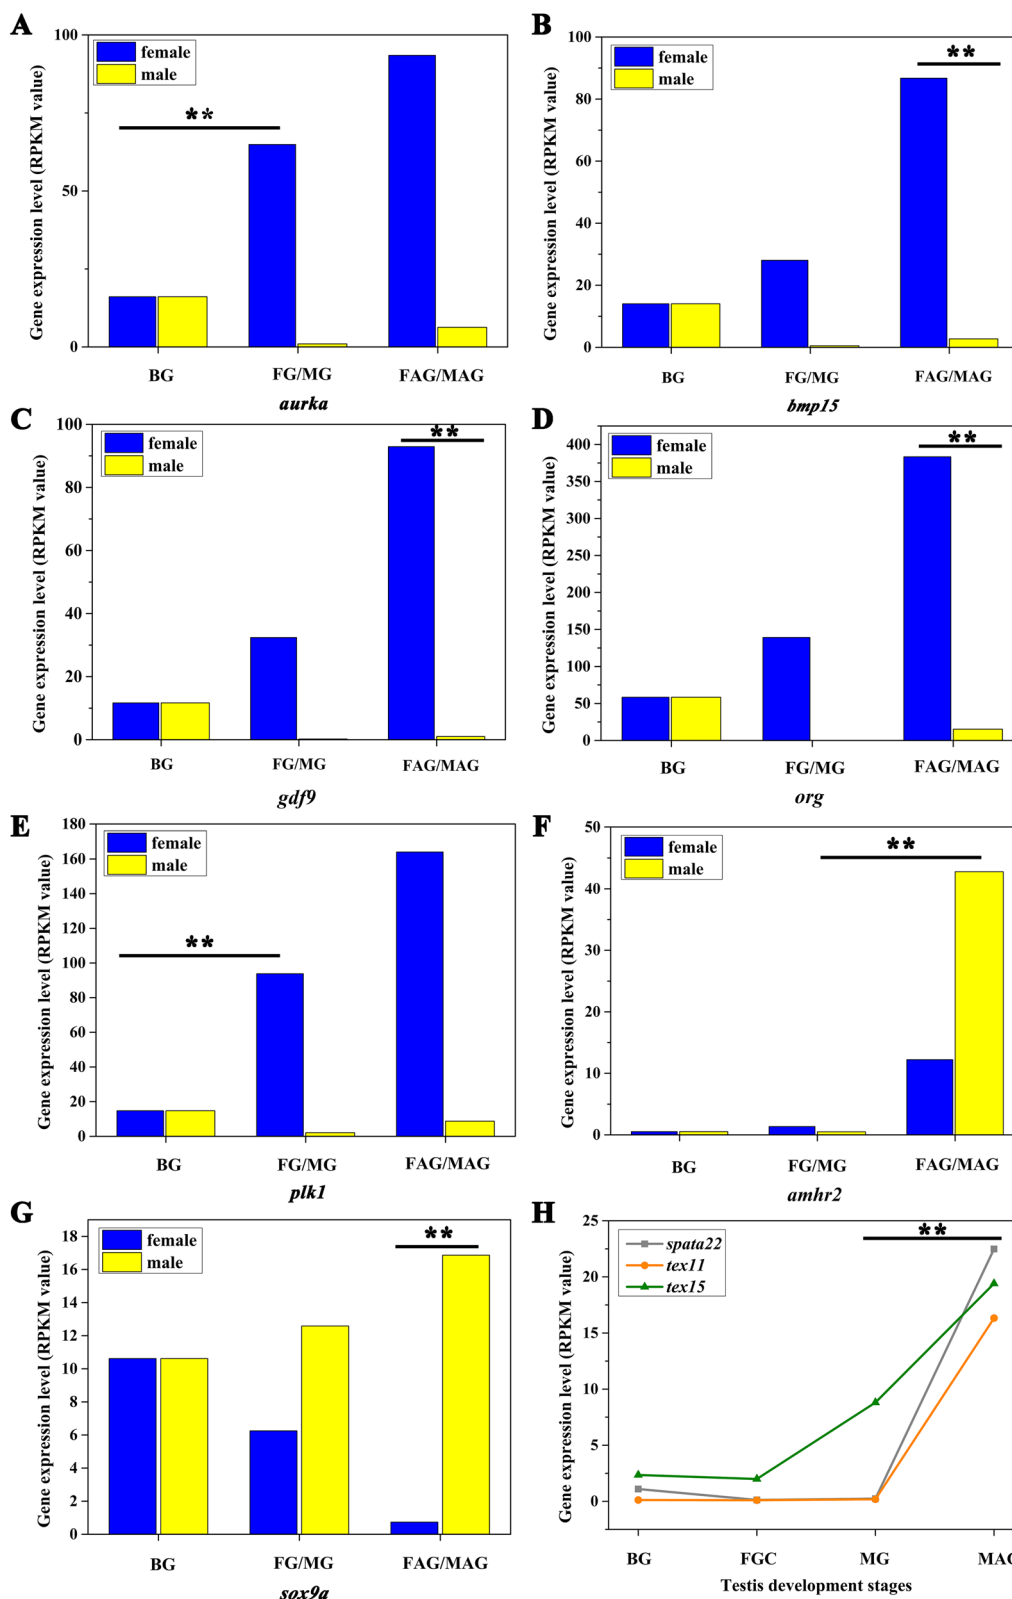 A
Gene expression level (RPKM value)
100
50
0
female
male
**
BG
FG/MG
FAG/MAG
aurka
B
Gene expression level (RPKM value)
100
80
60
40
20
0
female
male
**
BG
FG/MG
FAG/MAG
bmp15
C
Gene expression level (RPKM value)
100
80
60
40
20
0
female
male
**
BG
FG/MG
FAG/MAG
gdf9
D
Gene expression level (RPKM value)
400
350
300
250
200
150
100
50
0
female
male
**
BG
FG/MG
FAG/MAG
org
E
Gene expression level (RPKM value)
180
160
140
120
100
80
60
40
20
0
female
male
**
BG
FG/MG
FAG/MAG
plk1
F
Gene expression level (RPKM value)
50
40
30
20
10
0
female
male
**
BG
FG/MG
FAG/MAG
amhr2
G
Gene expression level (RPKM value)
18
16
14
12
10
8
6
4
2
0
female
male
**
BG
FG/MG
FAG/MAG
sox9a
H
Gene expression level (RPKM value)
25
20
15
10
5
0
spata22
tex11
tex15
**
BG
FGC
MG
MAG
Testis development stages